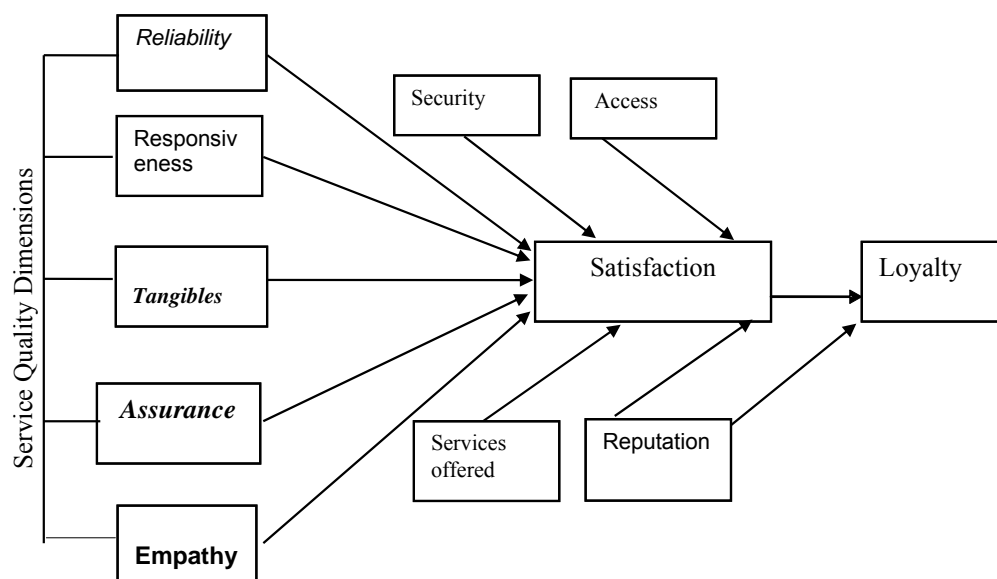 Service Quality Dimensions
Reliability
Responsiv
eness
Tangibles
Assurance
Empathy
Security
Access
Satisfaction
Loyalty
Services
offered
Reputation